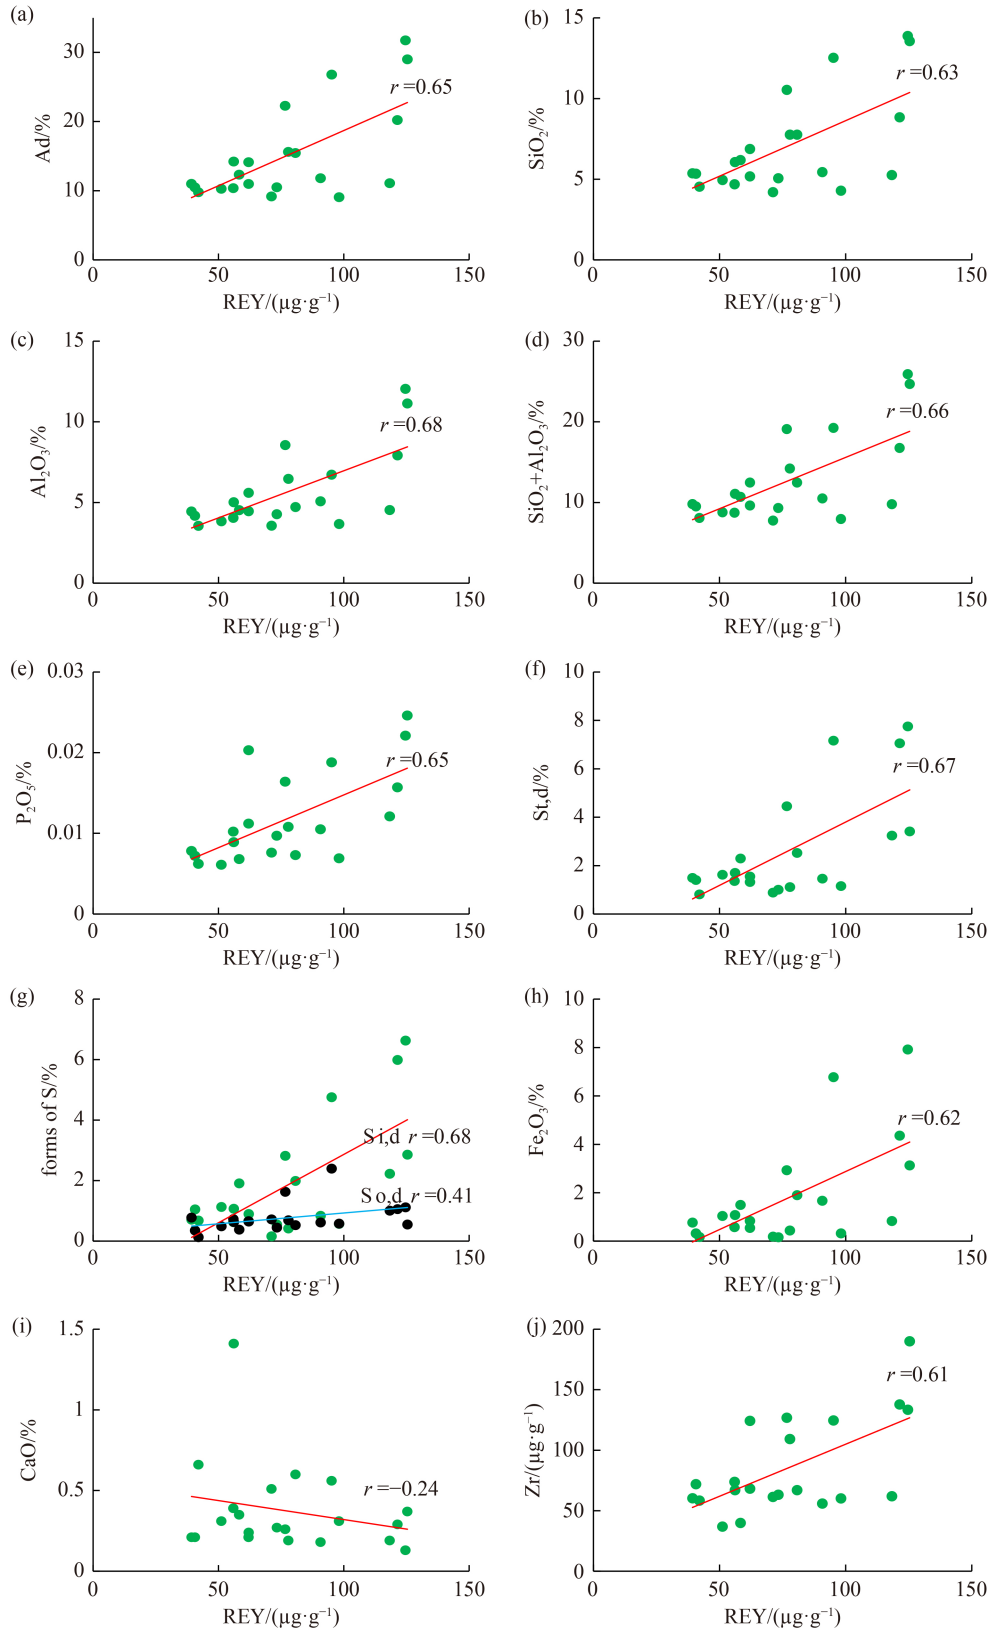 (a)
30
20
10
0
Ad/%
r=0.65
0 50 100 150
REY/(μg·g⁻¹)
(b)
15
10
5
0
SiO₂/%
r=0.63
0 50 100 150
REY/(μg·g⁻¹)
(c)
15
10
5
0
Al₂O₃/%
r=0.68
0 50 100 150
REY/(μg·g⁻¹)
(d)
30
20
10
0
SiO₂+Al₂O₃/%
r=0.66
0 50 100 150
REY/(μg·g⁻¹)
(e)
0.03
0.02
0.01
0
P₂O₅/%
r=0.65
0 50 100 150
REY/(μg·g⁻¹)
(f)
10
8
6
4
2
0
St,d/%
r=0.67
0 50 100 150
REY/(μg·g⁻¹)
(g)
8
6
4
2
0
forms of S/%
Si,d r=0.68
So,d r=0.41
0 50 100 150
REY/(μg·g⁻¹)
(h)
10
8
6
4
2
0
Fe₂O₃/%
r=0.62
0 50 100 150
REY/(μg·g⁻¹)
(i)
1.5
1
0.5
0
CaO/%
r=−0.24
0 50 100 150
REY/(μg·g⁻¹)
(j)
200
150
100
50
0
Zr/(μg·g⁻¹)
r=0.61
0 50 100 150
REY/(μg·g⁻¹)